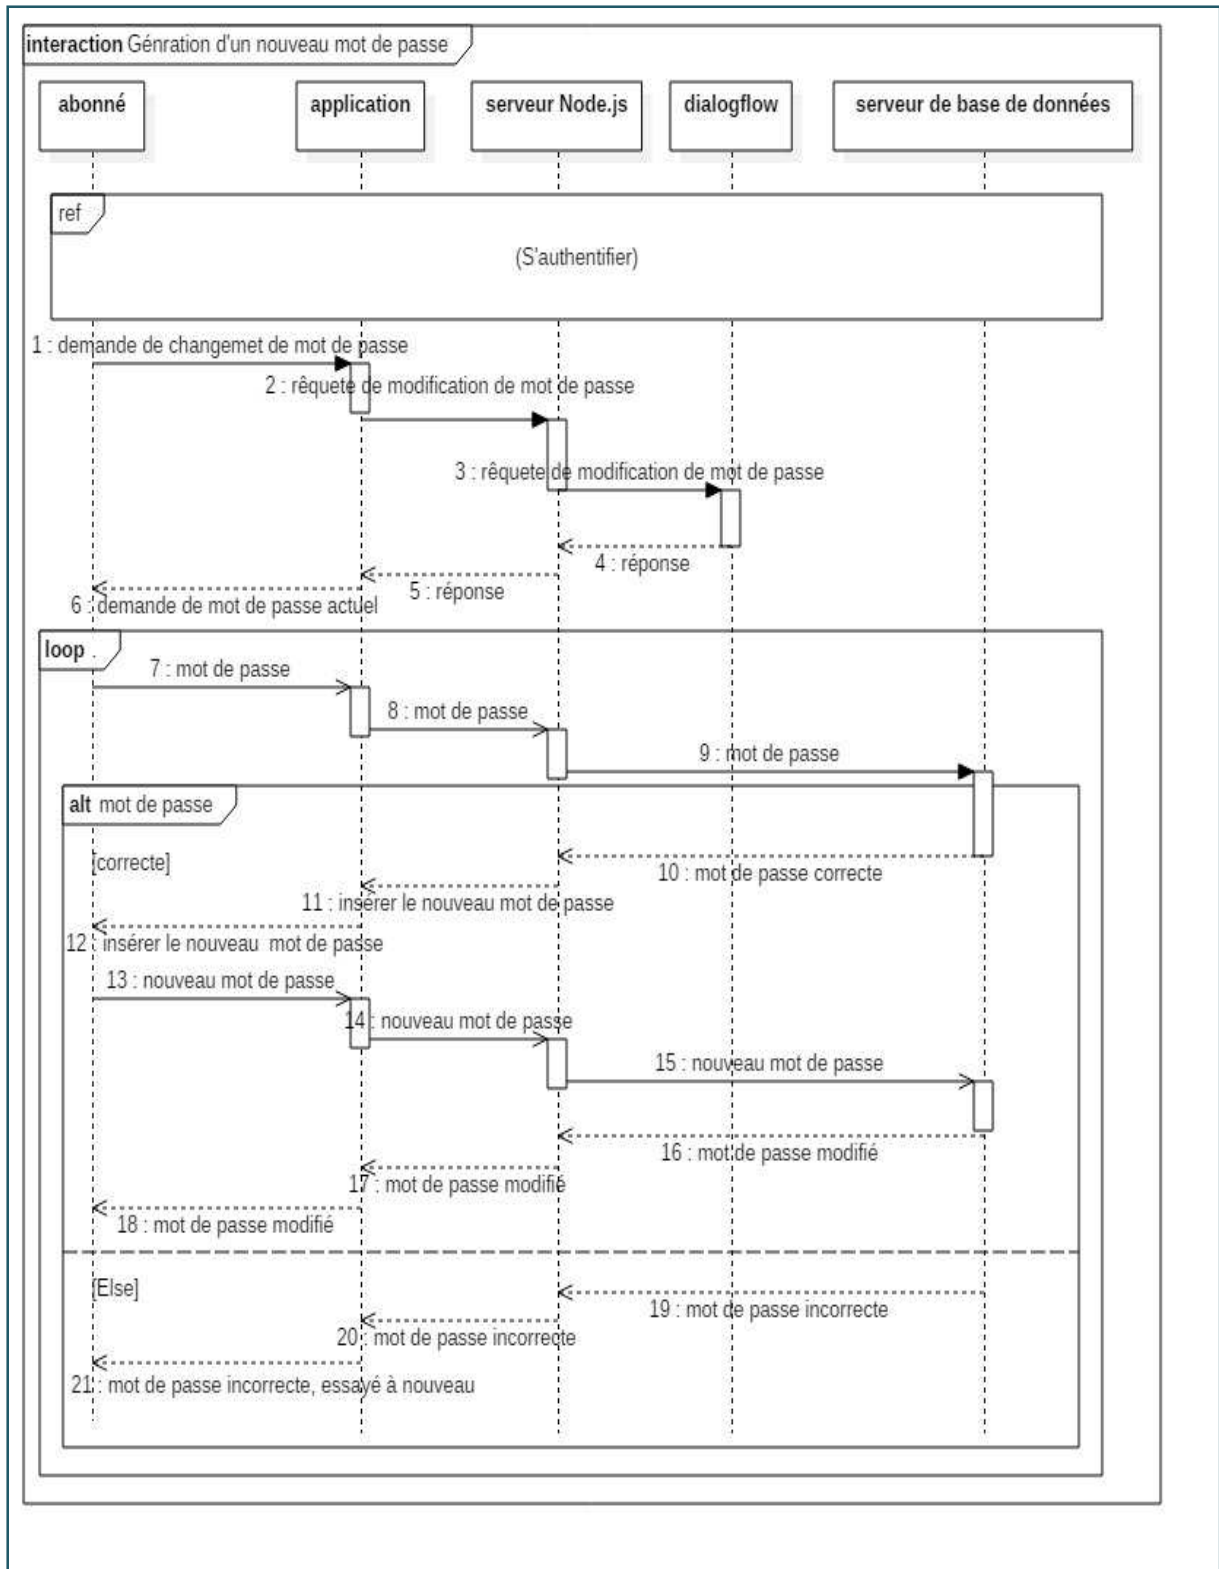 interaction Génration d'un nouveau mot de passe
abonné
application
serveur Node.js
dialogflow
serveur de base de données
ref
(S'authentifier)
1 : demande de changemet de mot de passe
2 : rêquete de modification de mot de passe
3 : rêquete de modification de mot de passe
4 : réponse
5 : réponse
6 : demande de mot de passe actuel
loop .
7 : mot de passe
8 : mot de passe
9 : mot de passe
alt mot de passe
[correcte]
10 : mot de passe correcte
11 : insérer le nouveau mot de passe
12 : insérer le nouveau mot de passe
13 : nouveau mot de passe
14 : nouveau mot de passe
15 : nouveau mot de passe
16 : mot de passe modifié
17 : mot de passe modifié
18 : mot de passe modifié
[Else]
19 : mot de passe incorrecte
20 : mot de passe incorrecte
21 : mot de passe incorrecte, essayé à nouveau